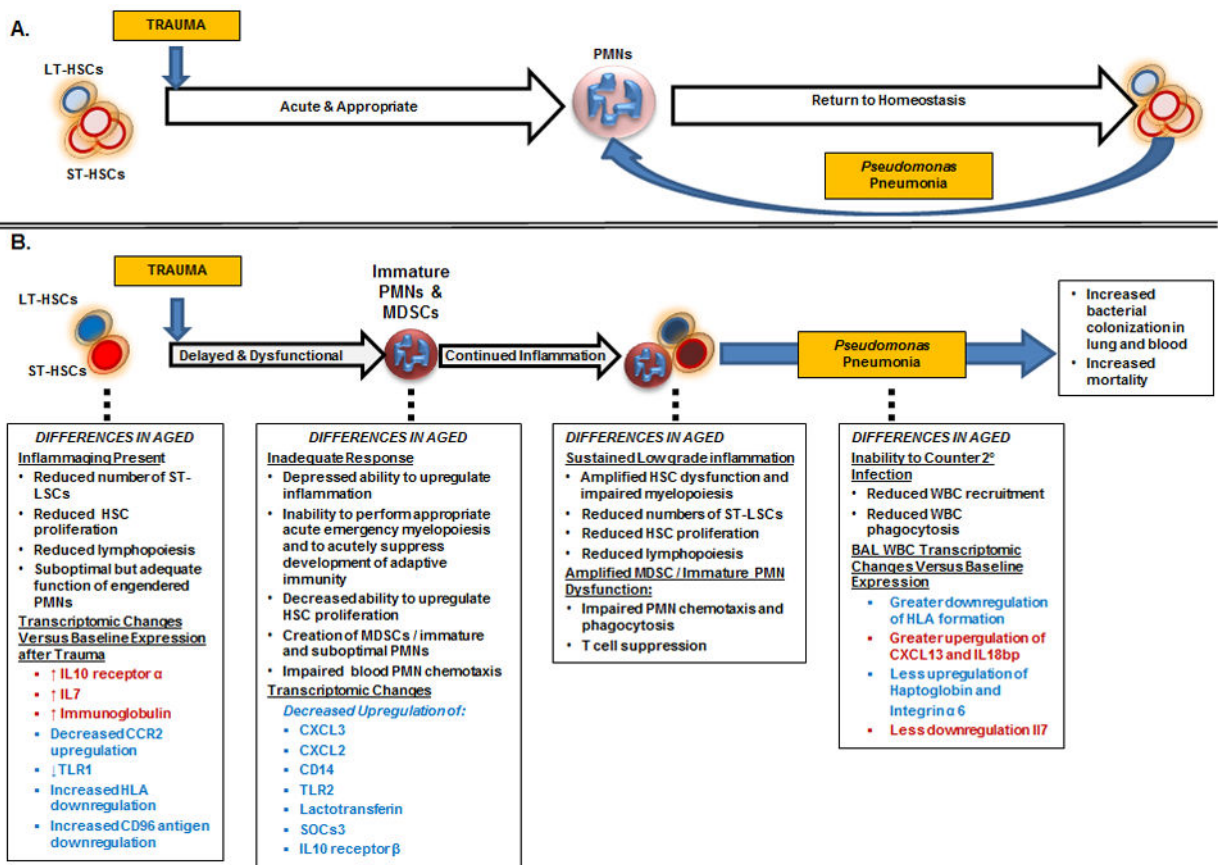 A.
TRAUMA
LT-HSCs
ST-HSCs
Acute & Appropriate
PMNs
Return to Homeostasis
Pseudomonas
Pneumonia
B.
TRAUMA
LT-HSCs
ST-HSCs
Delayed & Dysfunctional
Immature
PMNs &
MDSCs
Continued Inflammation
Pseudomonas
Pneumonia
• Increased
bacterial
colonization in
lung and blood
• Increased
mortality
DIFFERENCES IN AGED
Inflammaging Present
• Reduced number of ST-
LSCs
• Reduced HSC
proliferation
• Reduced lymphopoiesis
• Suboptimal but adequate
function of engendered
PMNs
Transcriptomic Changes
Versus Baseline Expression
after Trauma
▪ ↑ IL10 receptor α
▪ ↑ IL7
▪ ↑ Immunoglobulin
▪ Decreased CCR2
upregulation
▪ ↓TLR1
▪ Increased HLA
downregulation
▪ Increased CD96 antigen
downregulation
DIFFERENCES IN AGED
Inadequate Response
• Depressed ability to upregulate
inflammation
• Inability to perform appropriate
acute emergency myelopoiesis
and to acutely suppress
development of adaptive
immunity
• Decreased ability to upregulate
HSC proliferation
• Creation of MDSCs / immature
and suboptimal PMNs
• Impaired blood PMN chemotaxis
Transcriptomic Changes
Decreased Upregulation of:
▪ CXCL3
▪ CXCL2
▪ CD14
▪ TLR2
▪ Lactotransferin
▪ SOCs3
▪ IL10 receptor β
DIFFERENCES IN AGED
Sustained Low grade inflammation
• Amplified HSC dysfunction and
impaired myelopoiesis
• Reduced numbers of ST-LSCs
• Reduced HSC proliferation
• Reduced lymphopoiesis
Amplified MDSC / Immature PMN
Dysfunction:
• Impaired PMN chemotaxis and
phagocytosis
• T cell suppression
DIFFERENCES IN AGED
Inability to Counter 2°
Infection
• Reduced WBC recruitment
• Reduced WBC
phagocytosis
BAL WBC Transcriptomic
Changes Versus Baseline
Expression
▪ Greater downregulation
of HLA formation
▪ Greater upergulation of
CXCL13 and IL18bp
▪ Less upregulation of
Haptoglobin and
Integrin α 6
▪ Less downregulation Il7